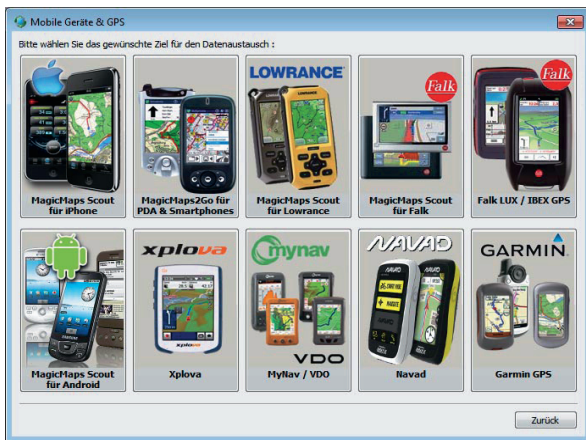 Mobile Geräte & GPS
Bitte wählen Sie das gewünschte Ziel für den Datenaustausch :
LOWRANCE
Falk
Falk
MagicMaps Scout
für iPhone
MagicMaps2Go für
PDA & Smartphones
MagicMaps Scout
für Lowrance
MagicMaps Scout
für Falk
Falk LUX / IBEX GPS
xplova
mynav
NAVAD
GARMIN
VDO
MagicMaps Scout
für Android
Xplova
MyNav / VDO
Navad
Garmin GPS
Zurück